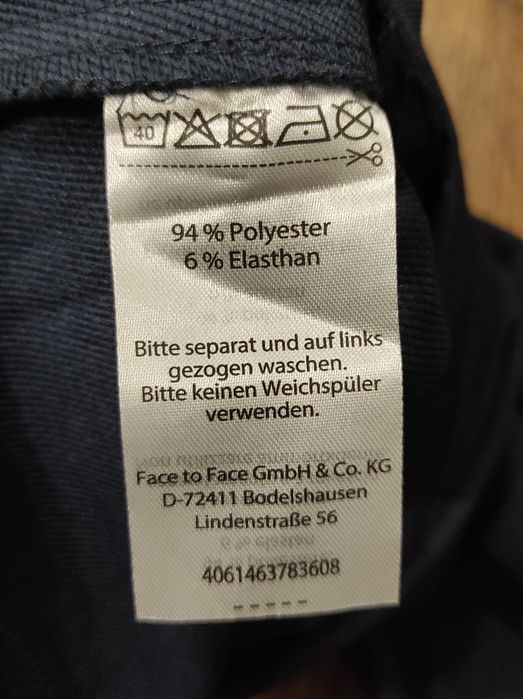 40
94 % Polyester
6 % Elasthan
Bitte separat und auf links
gezogen waschen.
Bitte keinen Weichspüler
verwenden.
Face to Face GmbH & Co. KG
D-72411 Bodelshausen
Lindenstraße 56
4061463783608